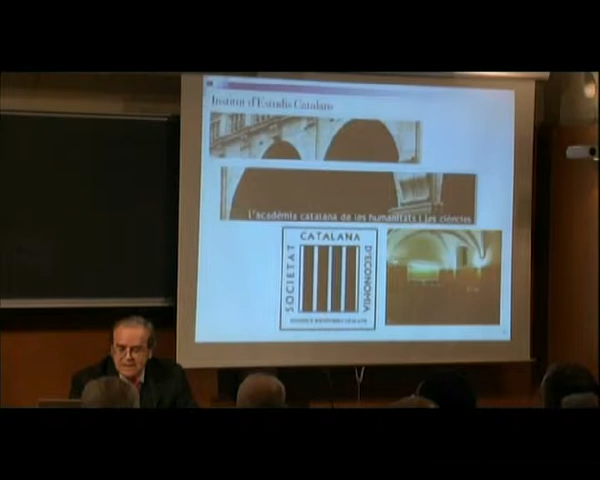 Institut d'Estudis Catalans
l'acadèmia catalana de les humanitats i les ciències
CATALANA
SOCIETAT
D'ECONOMIA